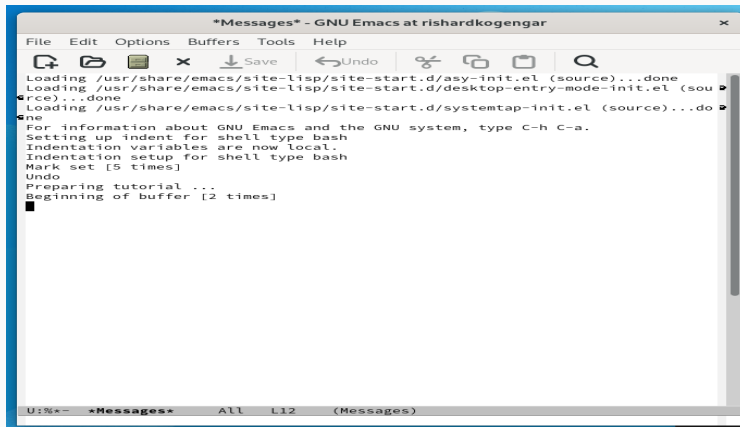 *Messages* - GNU Emacs at rishardkogengar
File Edit Options Buffers Tools Help
Save Undo
Loading /usr/share/emacs/site-lisp/site-start.d/asy-init.el (source)...done
Loading /usr/share/emacs/site-lisp/site-start.d/desktop-entry-mode-init.el (sou
rce)...done
Loading /usr/share/emacs/site-lisp/site-start.d/systemtap-init.el (source)...do
ne
For information about GNU Emacs and the GNU system, type C-h C-a.
Setting up indent for shell type bash
Indentation variables are now local.
Indentation setup for shell type bash
Mark set [5 times]
Undo
Preparing tutorial ...
Beginning of buffer [2 times]
U:%*- *Messages* All L12 (Messages)